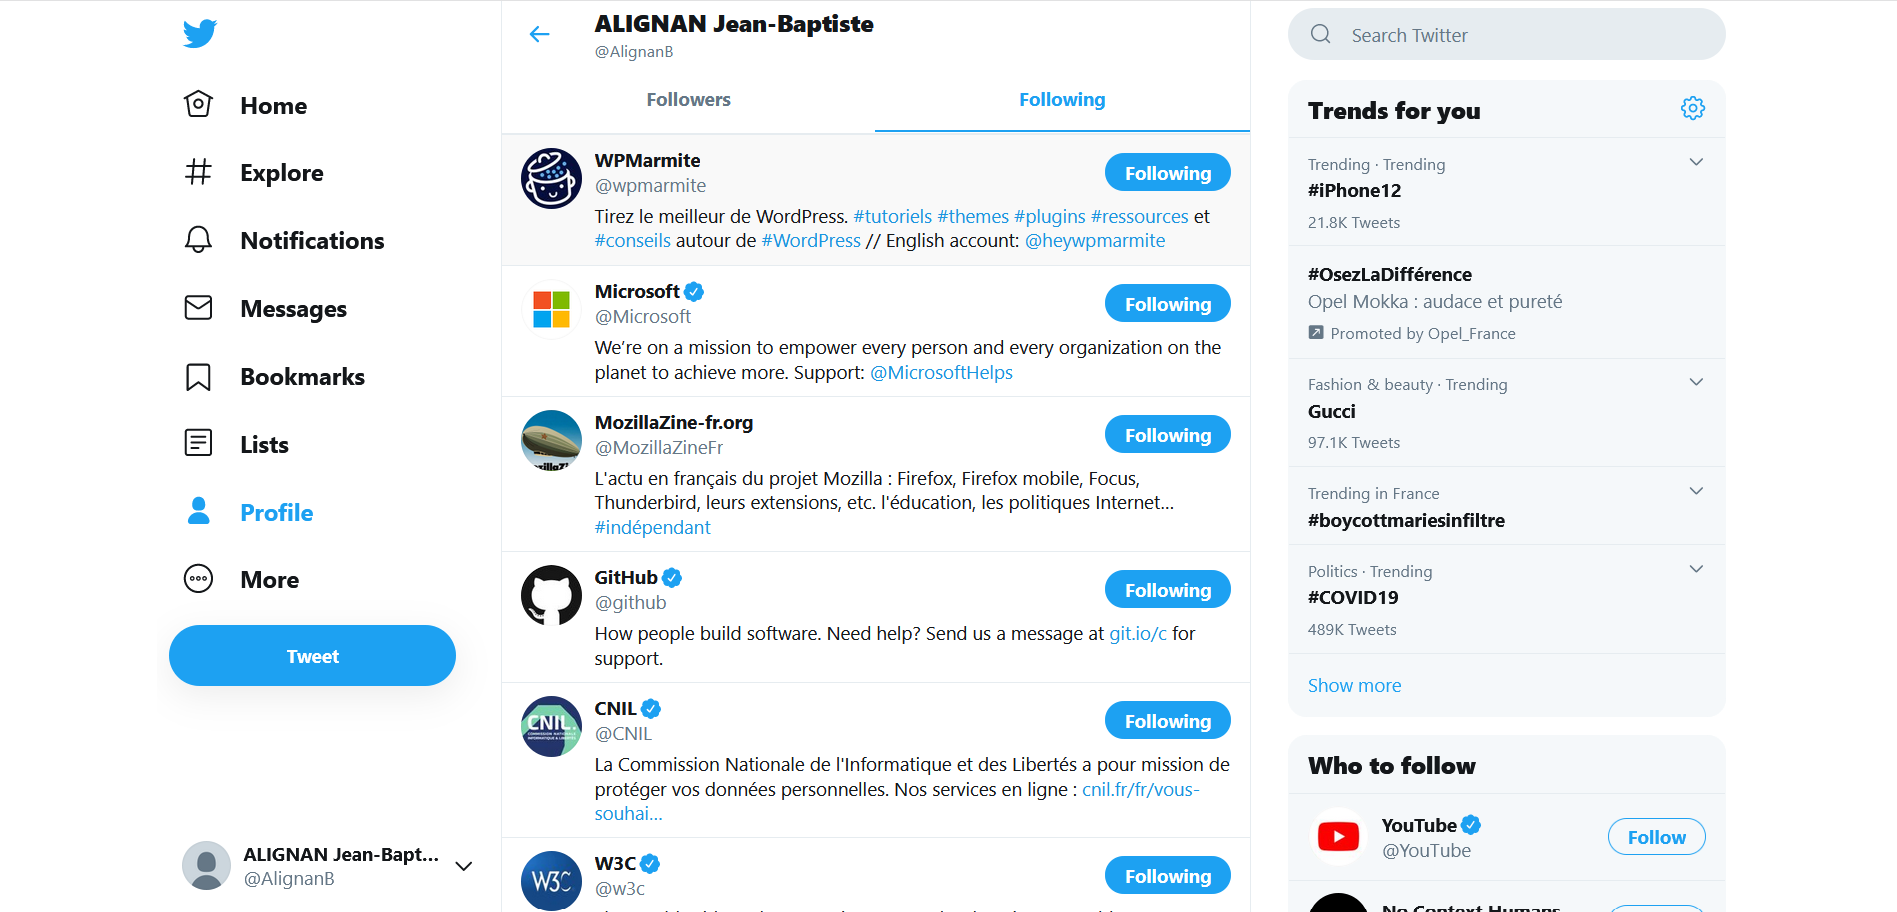 Home
Explore
Notifications
Messages
Bookmarks
Lists
Profile
More
Tweet
ALIGNAN Jean-Bapt...
@AlignanB
ALIGNAN Jean-Baptiste
@AlignanB
Followers
Following
WPMarmite
@wpmarmite
Following
Tirez le meilleur de WordPress. #tutoriels #themes #plugins #ressources et
#conseils autour de #WordPress // English account: @heywpmarmite
Microsoft
@Microsoft
Following
We’re on a mission to empower every person and every organization on the
planet to achieve more. Support: @MicrosoftHelps
MozillaZine-fr.org
@MozillaZineFr
Following
L'actu en français du projet Mozilla : Firefox, Firefox mobile, Focus,
Thunderbird, leurs extensions, etc. l'éducation, les politiques Internet...
#indépendant
GitHub
@github
Following
How people build software. Need help? Send us a message at git.io/c for
support.
CNIL.
COMMISSION NATIONALE
INFORMATIQUE & LIBERTÉS
CNIL
@CNIL
Following
La Commission Nationale de l'Informatique et des Libertés a pour mission de
protéger vos données personnelles. Nos services en ligne : cnil.fr/fr/vous-
souhai...
W3C
W3C
@w3c
Following
Search Twitter
Trends for you
Trending · Trending
#iPhone12
21.8K Tweets
#OsezLaDifférence
Opel Mokka : audace et pureté
Promoted by Opel_France
Fashion & beauty · Trending
Gucci
97.1K Tweets
Trending in France
#boycottmariesinfiltre
Politics · Trending
#COVID19
489K Tweets
Show more
Who to follow
YouTube
@YouTube
Follow
No Context Humans